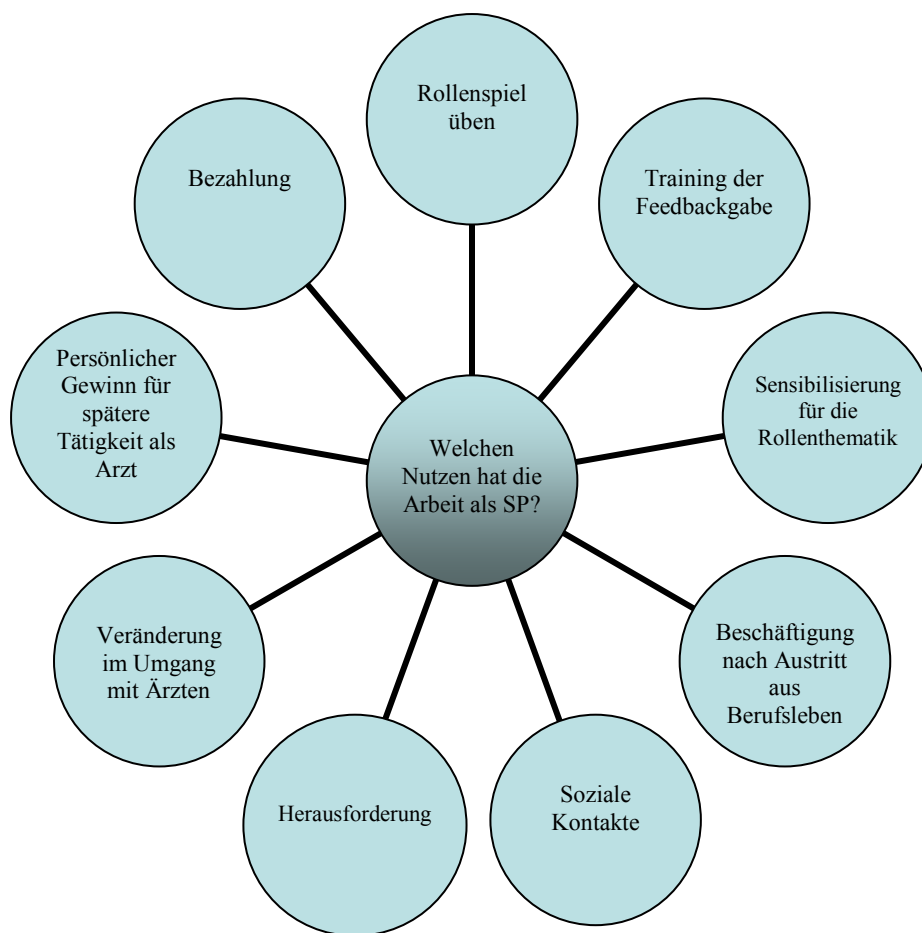 Rollenspiel
üben
Training der
Feedbackgabe
Sensibilisierung
für die
Rollenthematik
Beschäftigung
nach Austritt
aus
Berufsleben
Soziale
Kontakte
Herausforderung
Veränderung
im Umgang
mit Ärzten
Persönlicher
Gewinn für
spätere
Tätigkeit als
Arzt
Bezahlung
Welchen
Nutzen hat die
Arbeit als SP?